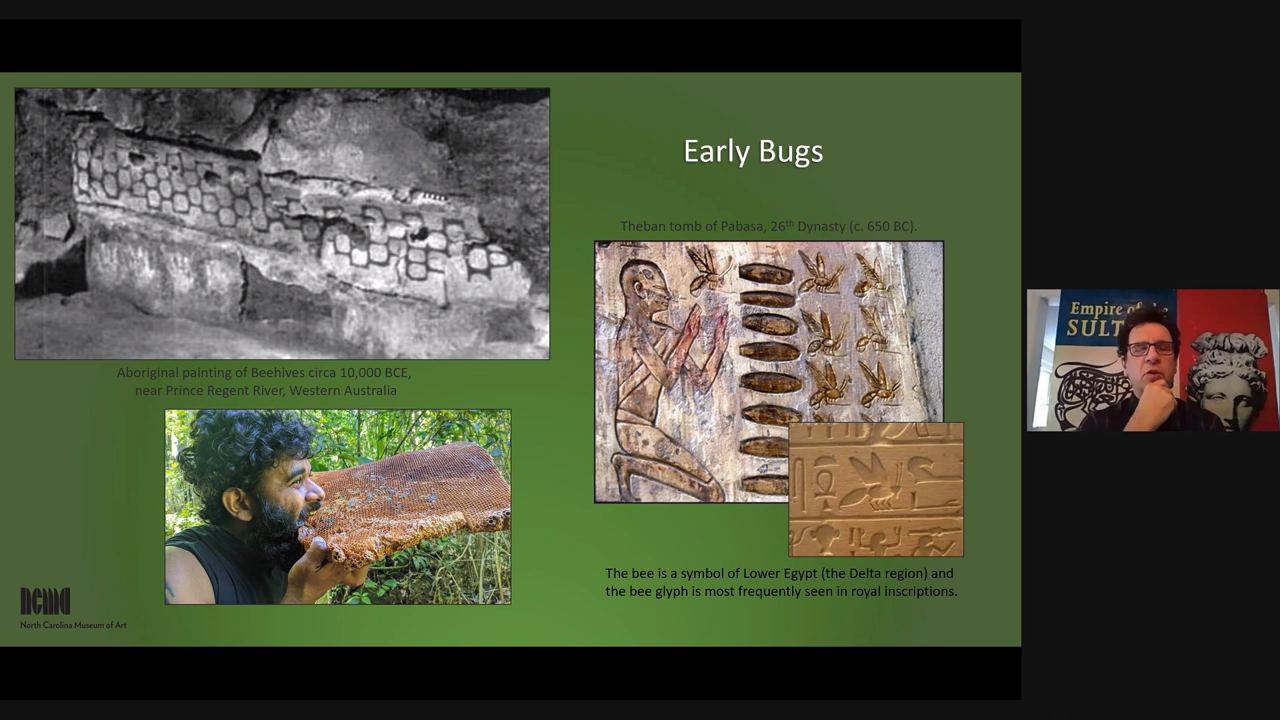 Early Bugs
Theban tomb of Pabasa, 26th Dynasty (c. 650 BC).
Aboriginal painting of Beehives circa 10,000 BCE,
near Prince Regent River, Western Australia
The bee is a symbol of Lower Egypt (the Delta region) and
the bee glyph is most frequently seen in royal inscriptions.
ncma
North Carolina Museum of Art
Empire of the